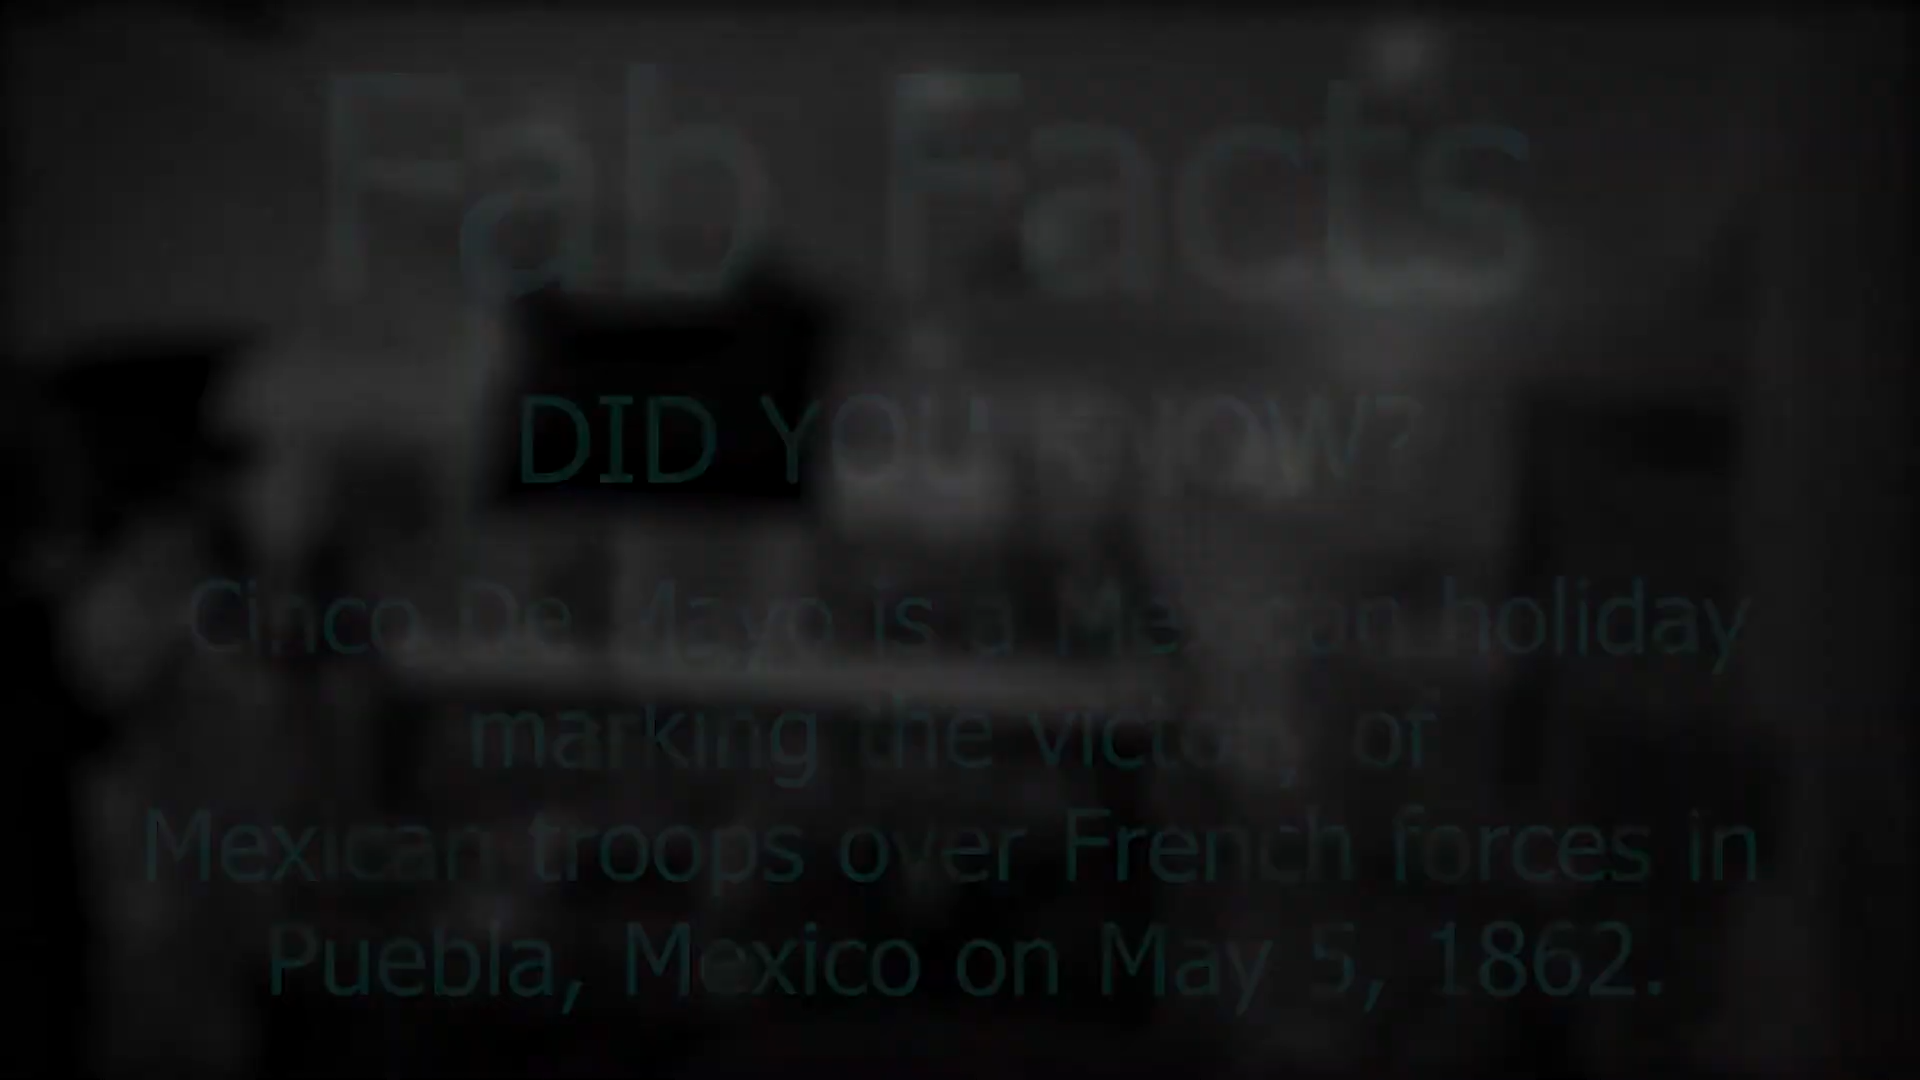 Fab Facts
DID YOU KNOW?
Cinco De Mayo is a Mexican holiday
marking the victory of
Mexican troops over French forces in
Puebla, Mexico on May 5, 1862.